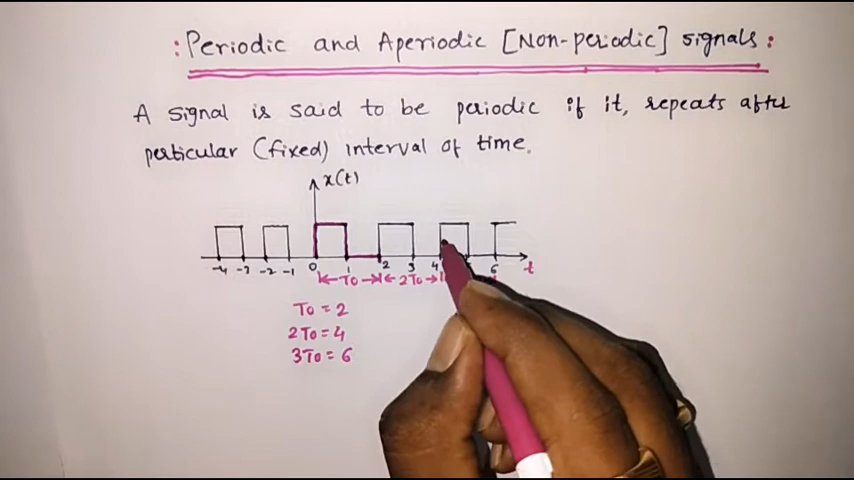 :Periodic and Aperiodic [Non-periodic] signals:
A signal is said to be periodic if it, repeats after
perticular (fixed) interval of time.
x(t)
-4 -3 -2 -1 0 1 2 3 4 6 t
To 2To
To = 2
2To = 4
3To = 6